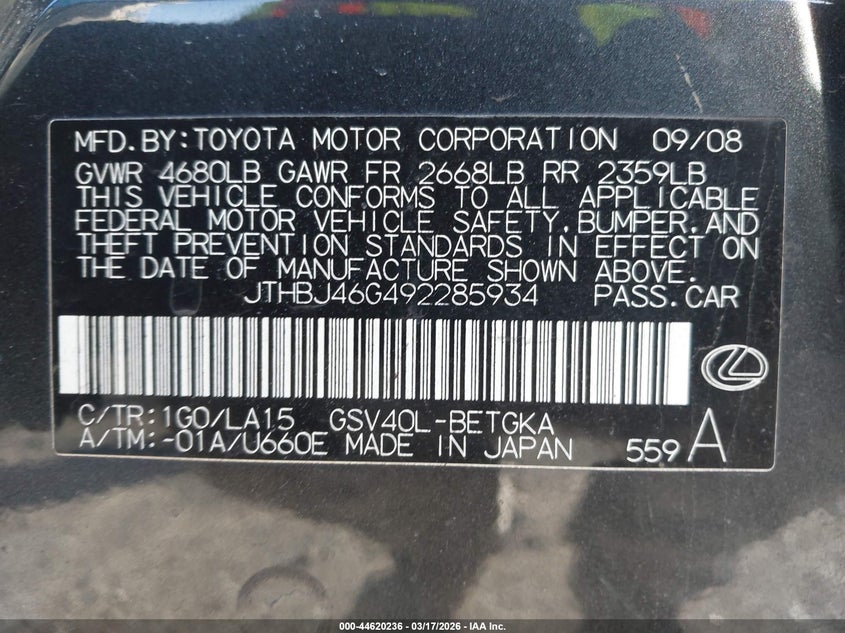 MFD.BY:TOYOTA MOTOR CORPORATION 09/08
GVWR 4680LB GAWR FR 2668LB RR 2359LB
THIS VEHICLE CONFORMS TO ALL APPLICABLE
FEDERAL MOTOR VEHICLE SAFETY,BUMPER,AND
THEFT PREVENTION STANDARDS IN EFFECT ON
THE DATE OF MANUFACTURE SHOWN ABOVE.
JTHBJ46G492285934 PASS.CAR
C/TR:1G0/LA15 GSV40L-BETGKA
A/TM:-01A/U660E MADE IN JAPAN 559 A
000-44620236 - 03/17/2026 - IAA Inc.